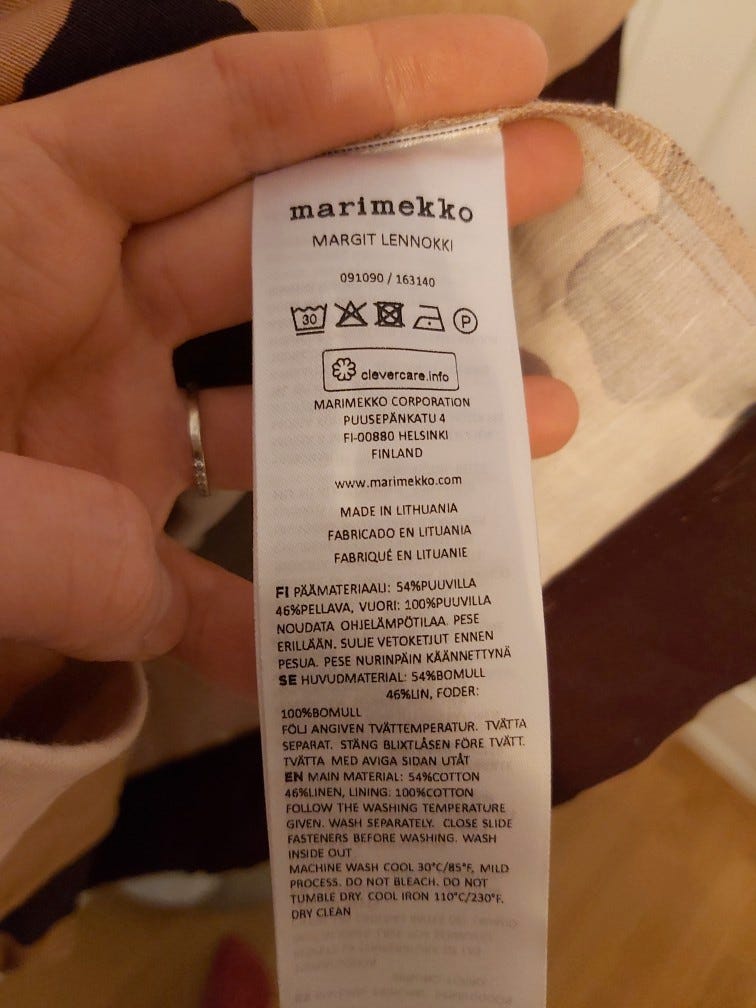 marimekko
MARGIT LENNOKKI
091090 / 163140
30 P
clevercare.info
MARIMEKKO CORPORATION
PUUSEPÄNKATU 4
FI-00880 HELSINKI
FINLAND
www.marimekko.com
MADE IN LITHUANIA
FABRICADO EN LITUANIA
FABRIQUÉ EN LITUANIE
FI PÄÄMATERIAALI: 54%PUUVILLA
46%PELLAVA, VUORI: 100%PUUVILLA
NOUDATA OHJELÄMPÖTILAA. PESE
ERILLÄÄN. SULJE VETOKETJUT ENNEN
PESUA. PESE NURINPÄIN KÄÄNNETTYNÄ
SE HUVUDMATERIAL: 54%BOMULL
46%LIN, FODER:
100%BOMULL
FÖLJ ANGIVEN TVÄTTEMPERATUR. TVÄTTA
SEPARAT. STÄNG BLIXTLÅSEN FÖRE TVÄTT.
TVÄTTA MED AVIGA SIDAN UTÅT
EN MAIN MATERIAL: 54%COTTON
46%LINEN, LINING: 100%COTTON
FOLLOW THE WASHING TEMPERATURE
GIVEN. WASH SEPARATELY. CLOSE SLIDE
FASTENERS BEFORE WASHING. WASH
INSIDE OUT
MACHINE WASH COOL 30°C/85°F, MILD
PROCESS. DO NOT BLEACH. DO NOT
TUMBLE DRY. COOL IRON 110°C/230°F.
DRY CLEAN